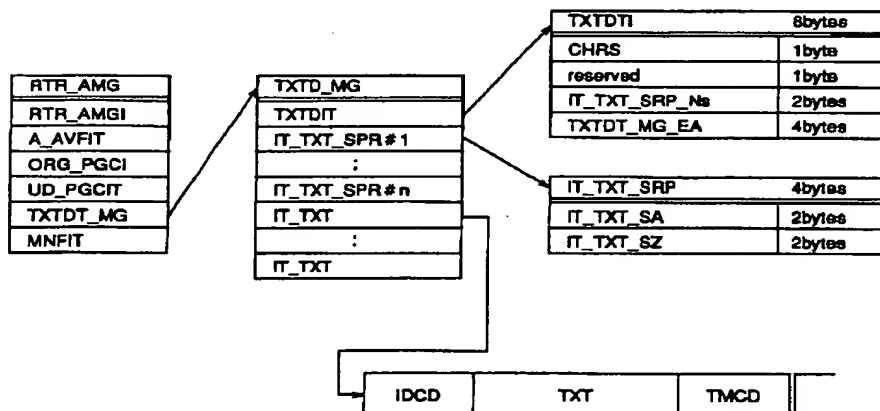 RTR_AMG
RTR_AMGI
A_AVFIT
ORG_PGCI
UD_PGCIT
TXTDT_MG
MNFIT
TXTD_MG
TXTDIT
IT_TXT_SPR#1
:
IT_TXT_SPR#n
IT_TXT
:
IT_TXT
TXTDTI 8bytes
CHRS 1byte
reserved 1byte
IT_TXT_SRP_Ns 2bytes
TXTDT_MG_EA 4bytes
IT_TXT_SRP 4bytes
IT_TXT_SA 2bytes
IT_TXT_SZ 2bytes
IDCD TXT TMCD